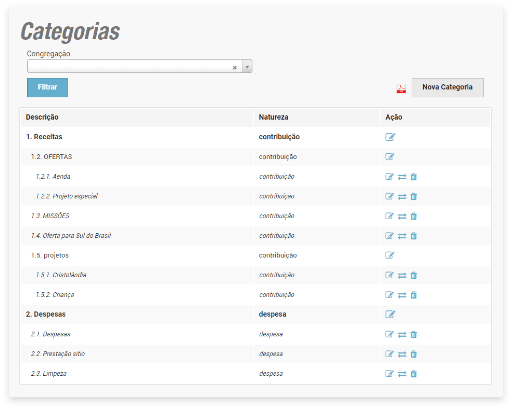 Categorias
Congregação
Filtrar
Nova Categoria
Descrição Natureza Ação
1. Receitas contribuição
1.2. OFERTAS contribuição
1.2.1. Aenda contribuição
1.2.2. Projeto especial contribuição
1.3. MISSÕES contribuição
1.4. Oferta para Sul do Brasil contribuição
1.5. projetos contribuição
1.5.1. Cristolândia contribuição
1.5.2. Criança contribuição
2. Despesas despesa
2.1. Despesas despesa
2.2. Prestação sitio despesa
2.3. Limpeza despesa